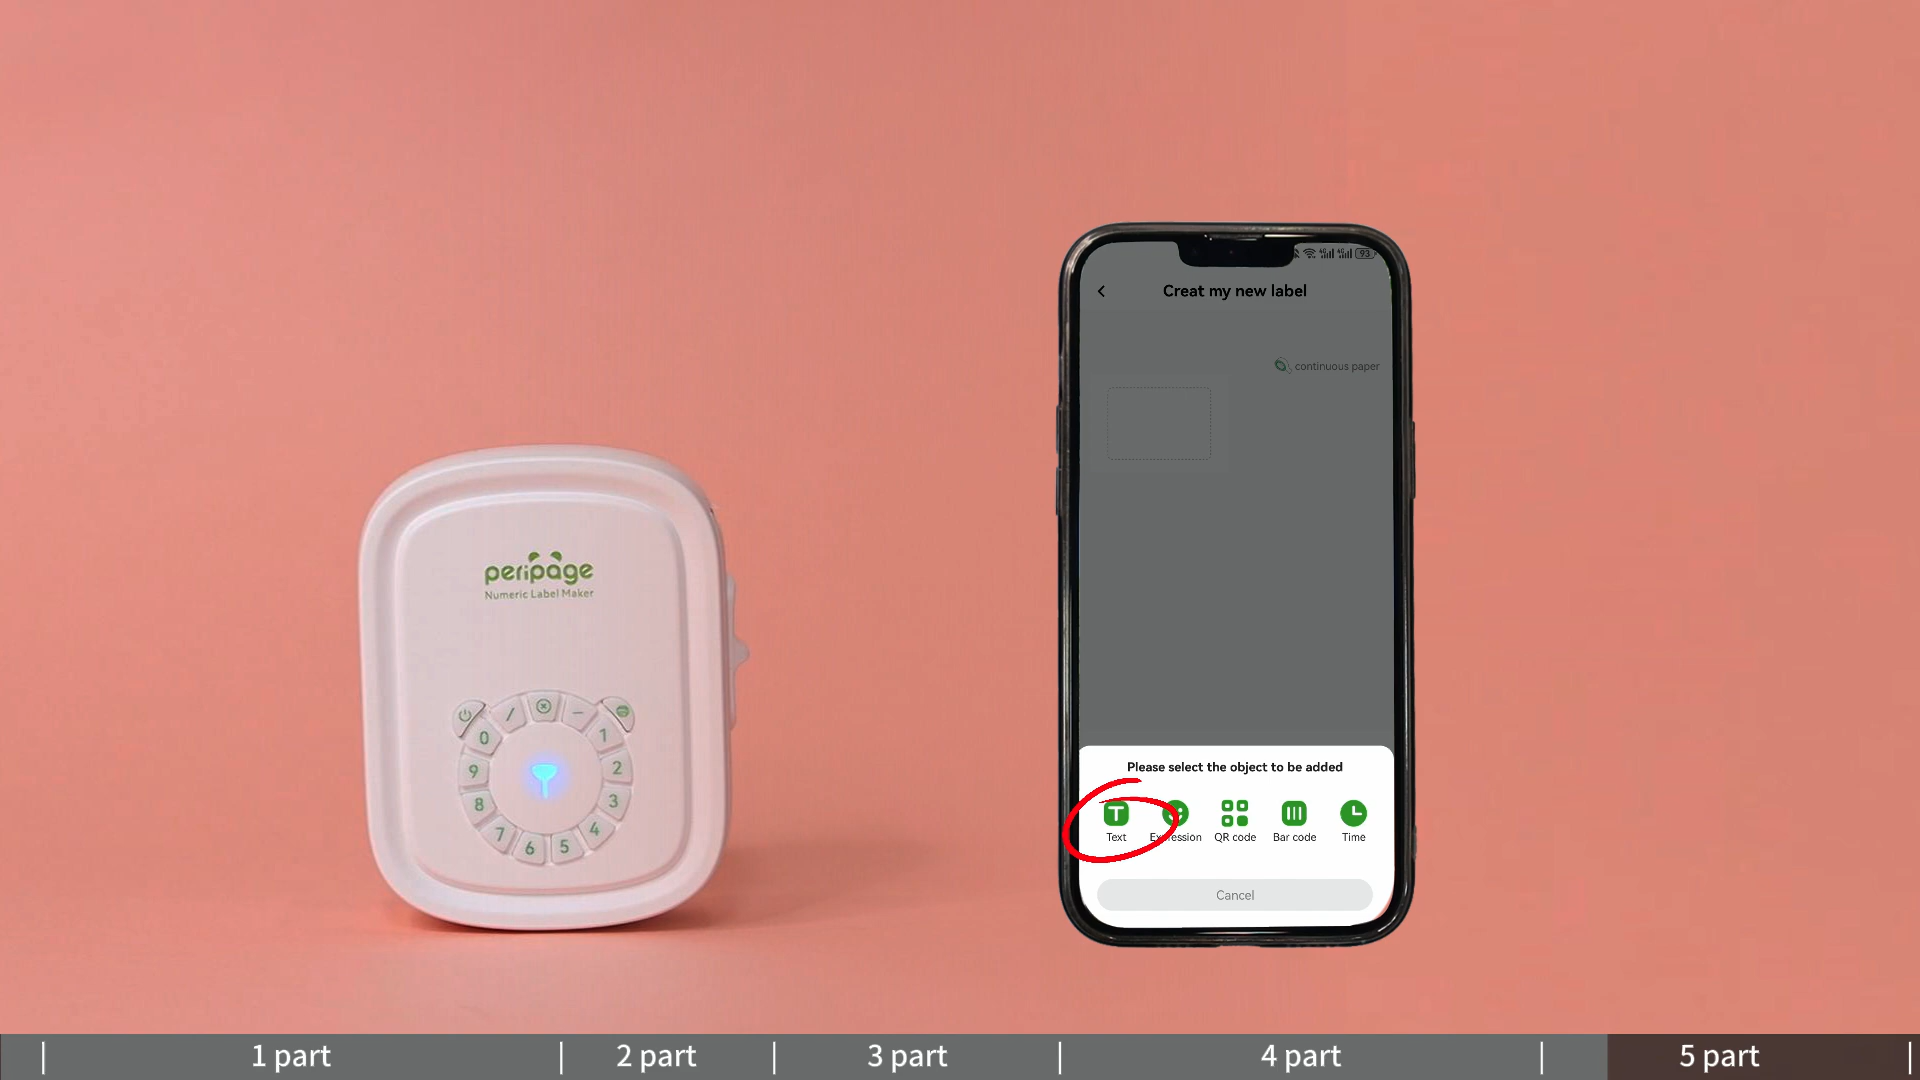 peripage
Numeric Label Maker
0
9
8
7
6
5
4
3
2
1
93
Creat my new label
continuous paper
Please select the object to be added
Text
Expression
QR code
Bar code
Time
Cancel
| 1 part | 2 part | 3 part | 4 part | 5 part |